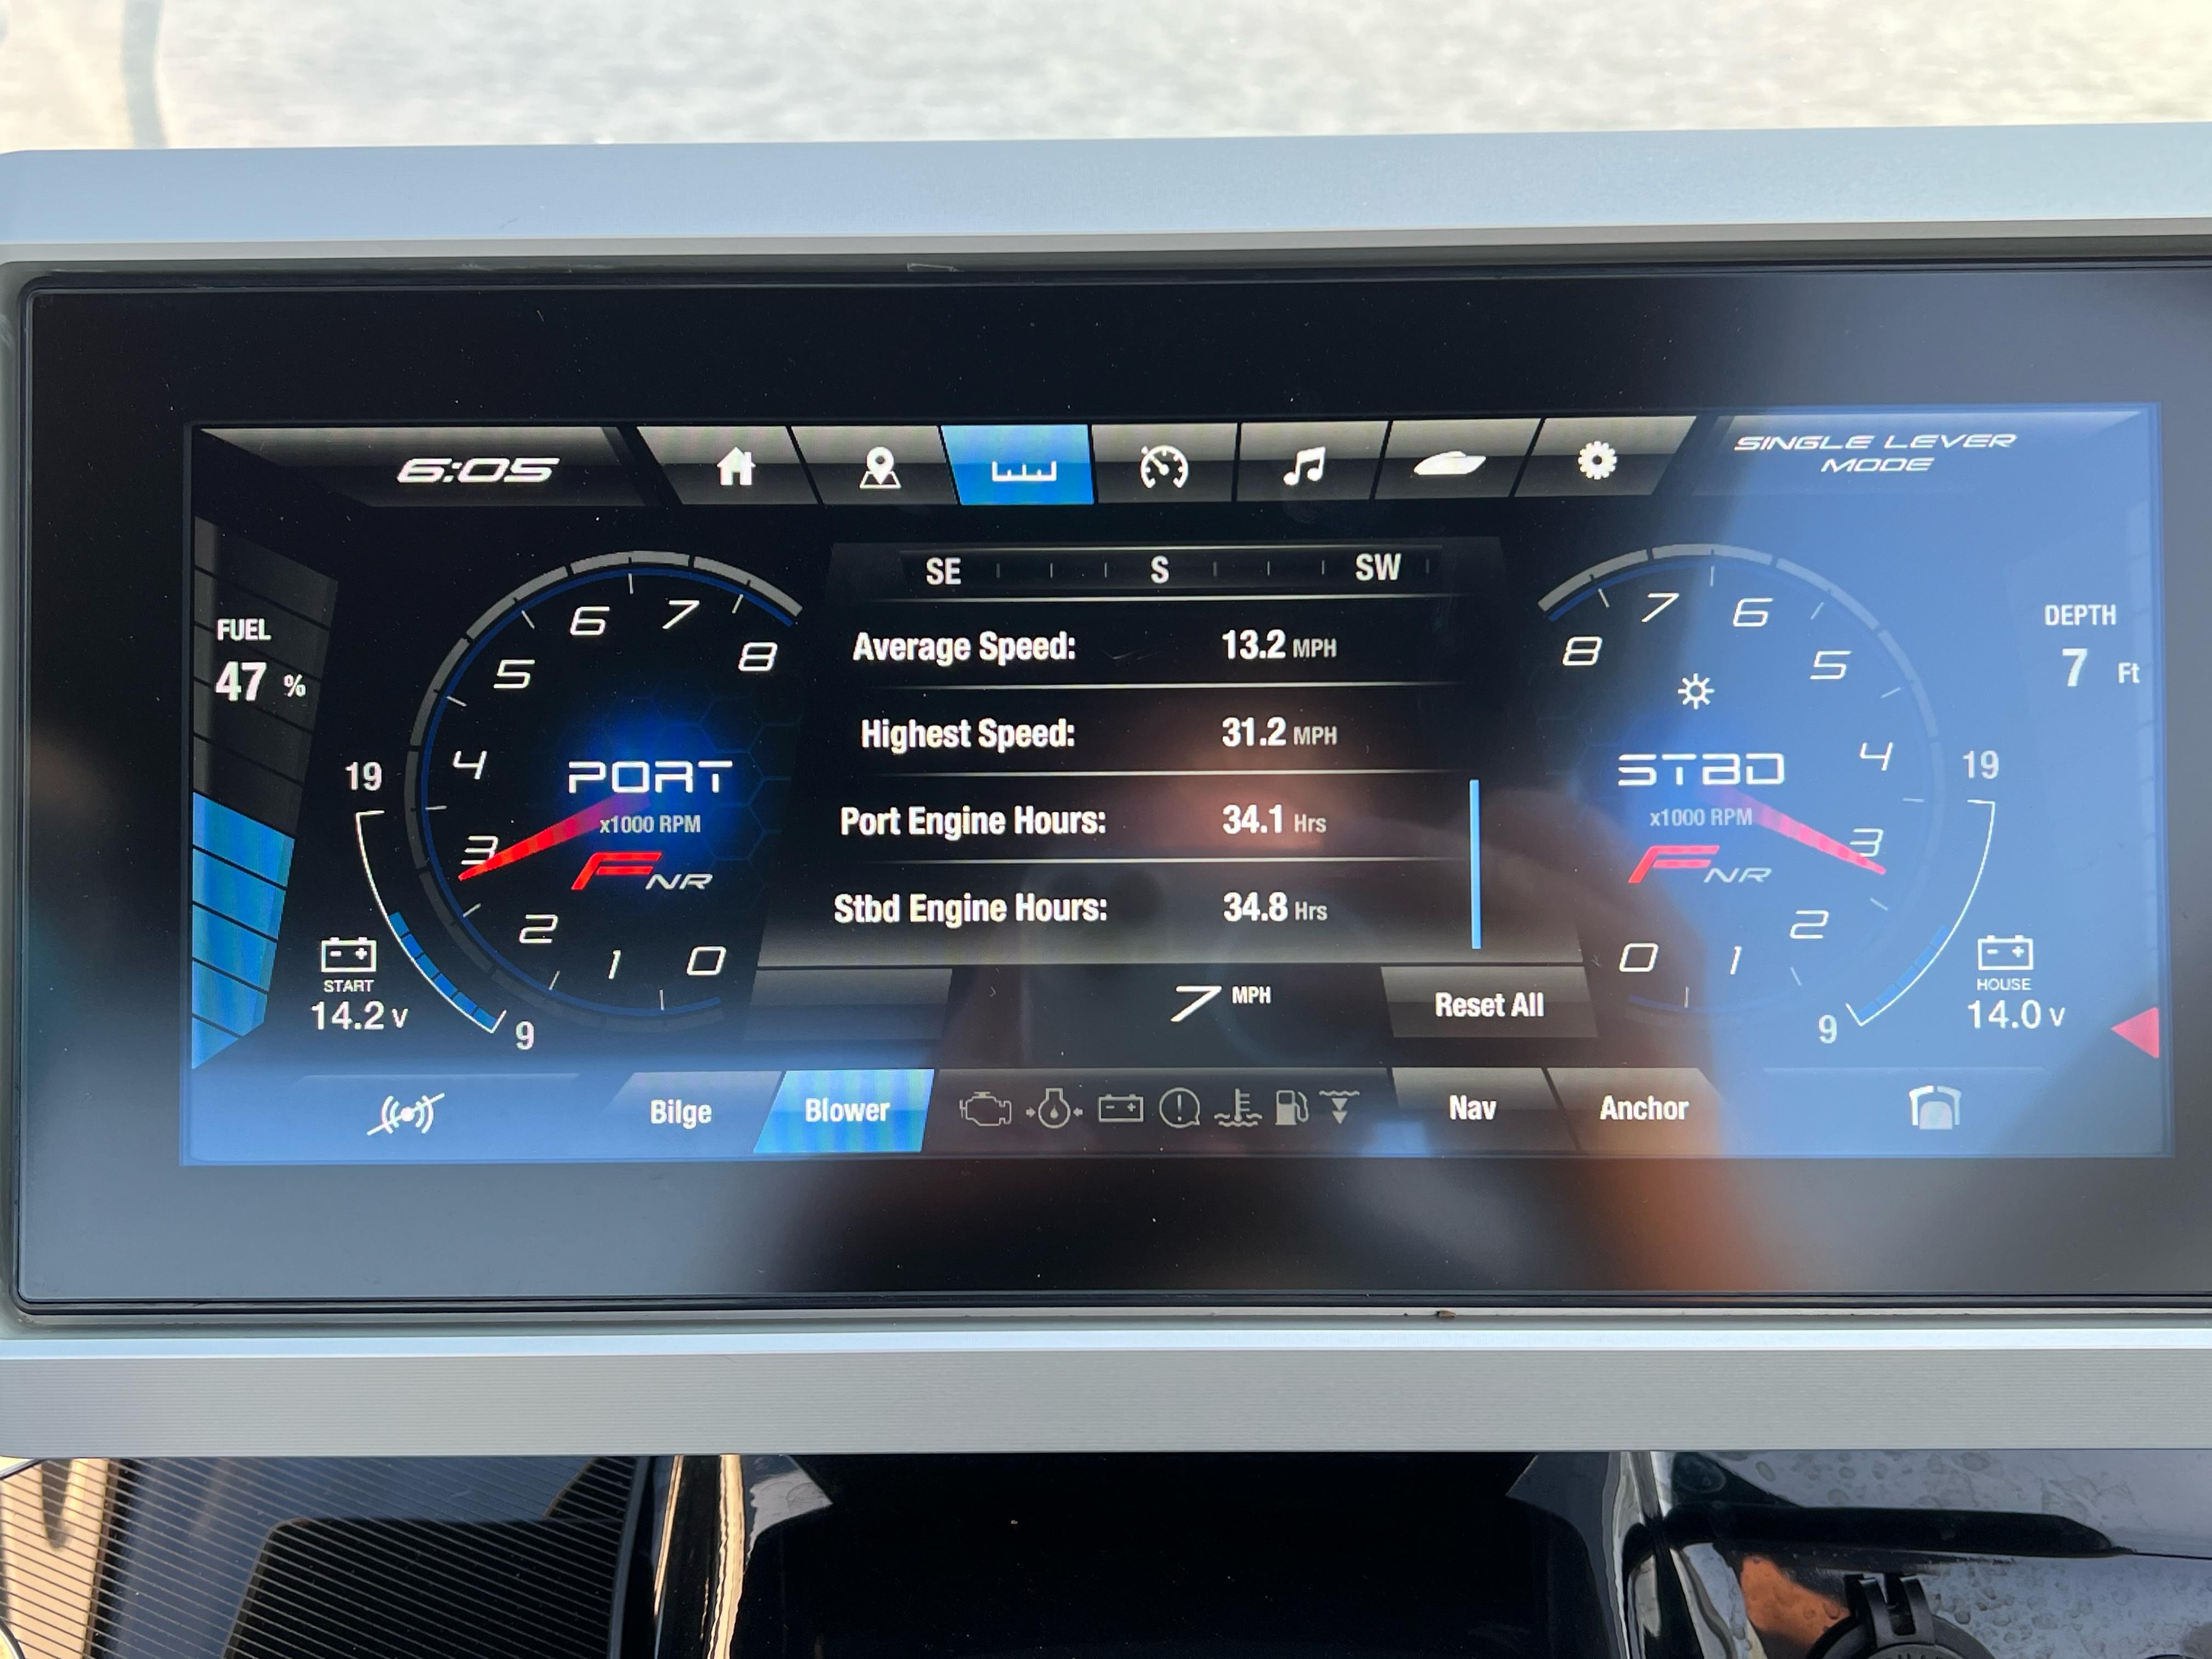 6:05
SINGLE LEVER
MODE
SE S SW
FUEL
47 %
DEPTH
7 Ft
Average Speed: 13.2 MPH
Highest Speed: 31.2 MPH
Port Engine Hours: 34.1 Hrs
Stbd Engine Hours: 34.8 Hrs
8
7
6
5
4
3
2
1
0
PORT
x1000 RPM
FNR
19
9
START
14.2 V
8
7
6
5
4
3
2
1
0
STBD
x1000 RPM
FNR
19
9
HOUSE
14.0 V
7 MPH
Reset All
Bilge
Blower
Nav
Anchor